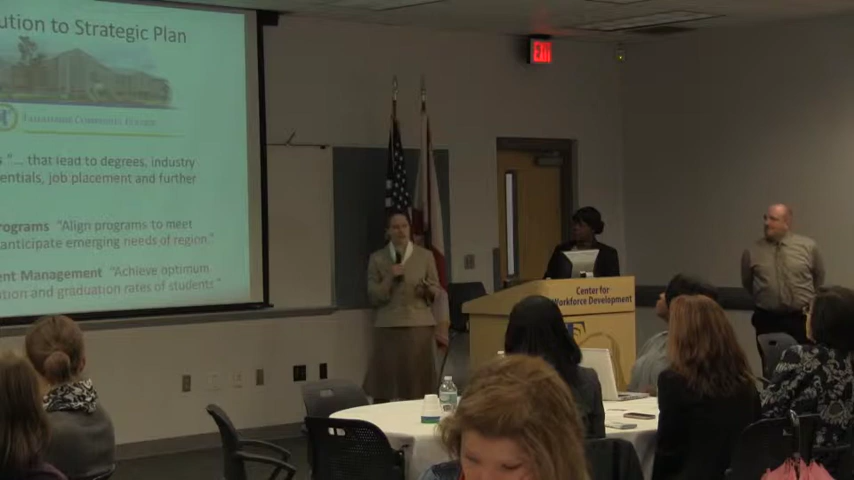 ution to Strategic Plan
EXIT
s "... that lead to degrees, industry
entials, job placement and further
rograms "Align programs to meet
anticipate emerging needs of region."
ent Management "Achieve optimum
tion and graduation rates of students"
Center for
Workforce Development